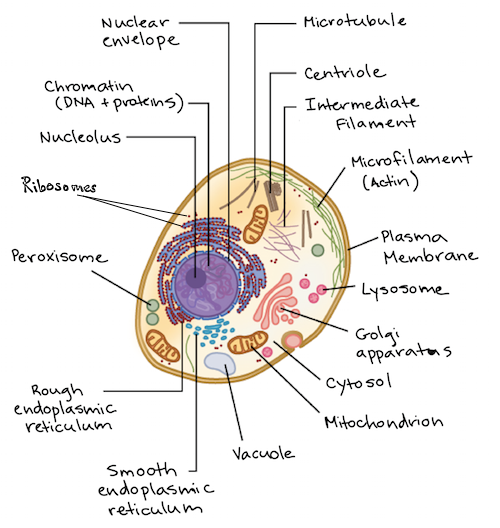 Nuclear
envelope
Microtubule
Chromatin
(DNA + proteins)
Centriole
Intermediate
Filament
Nucleolus
Microfilament
(Actin)
Ribosomes
Plasma
Membrane
Peroxisome
Lysosome
Golgi
apparatus
Cytosol
Rough
endoplasmic
reticulum
Mitochondrion
Vacuole
Smooth
endoplasmic
reticulum